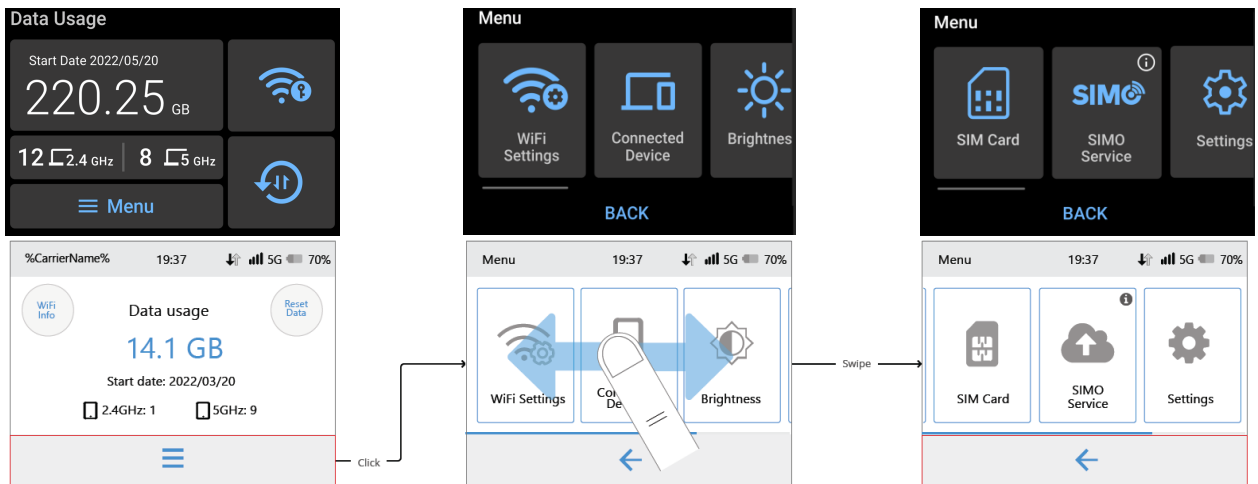 Data Usage
Start Date 2022/05/20
220.25 GB
12 2.4 GHz | 8 5 GHz
Menu
Menu
WiFi
Settings
Connected
Device
Brightnes
BACK
Menu
SIM Card
SIMO
SIMO
Service
Settings
BACK
%CarrierName% 19:37 5G 70%
WiFi
Info
Data usage
Reset
Data
14.1 GB
Start date: 2022/03/20
2.4GHz: 1 5GHz: 9
Click
Menu 19:37 5G 70%
WiFi Settings
Co
De
Brightness
Swipe
Menu 19:37 5G 70%
SIM Card
SIMO
Service
Settings